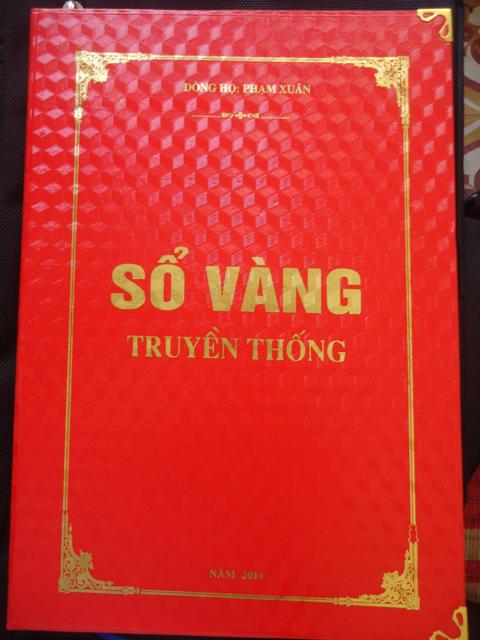 DÒNG HỌ: PHẠM XUÂN
SỔ VÀNG
TRUYỀN THỐNG
NĂM 2014